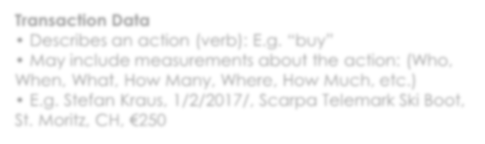 Transaction Data
• Describes an action (verb): E.g. “buy”
• May include measurements about the action: (Who,
When, What, How Many, Where, How Much, etc.)
• E.g. Stefan Kraus, 1/2/2017/, Scarpa Telemark Ski Boot,
St. Moritz, CH, €250